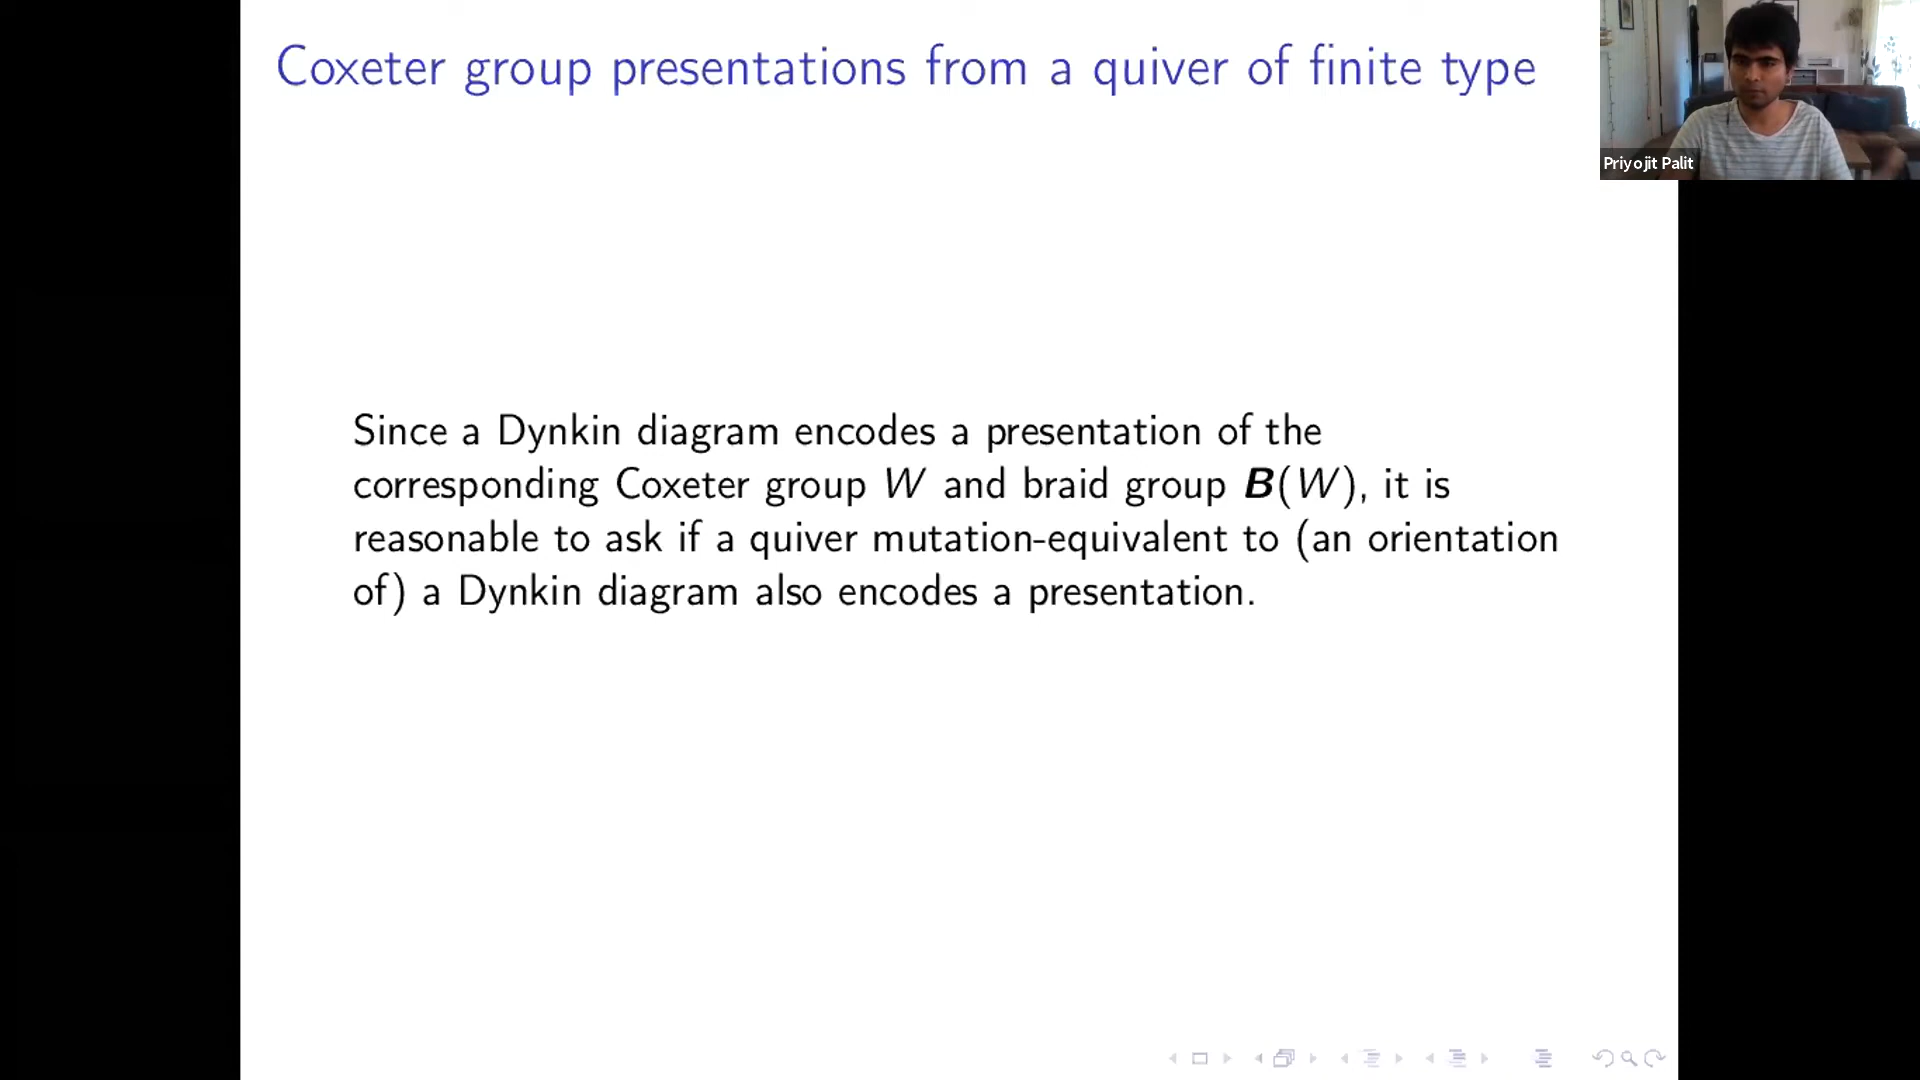 Coxeter group presentations from a quiver of finite type
Priyojit Palit
Since a Dynkin diagram encodes a presentation of the
corresponding Coxeter group W and braid group B(W), it is
reasonable to ask if a quiver mutation-equivalent to (an orientation
of) a Dynkin diagram also encodes a presentation.